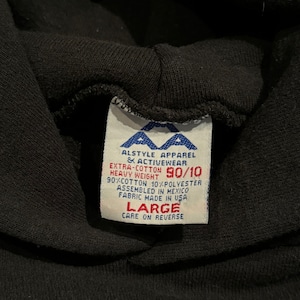 AA
ALSTYLE APPAREL
& ACTIVEWEAR
EXTRA-COTTON 90/10
HEAVY WEIGHT
90%COTTON 10%POLYESTER
ASSEMBLED IN MEXICO
FABRIC MADE IN USA
LARGE
CARE ON REVERSE